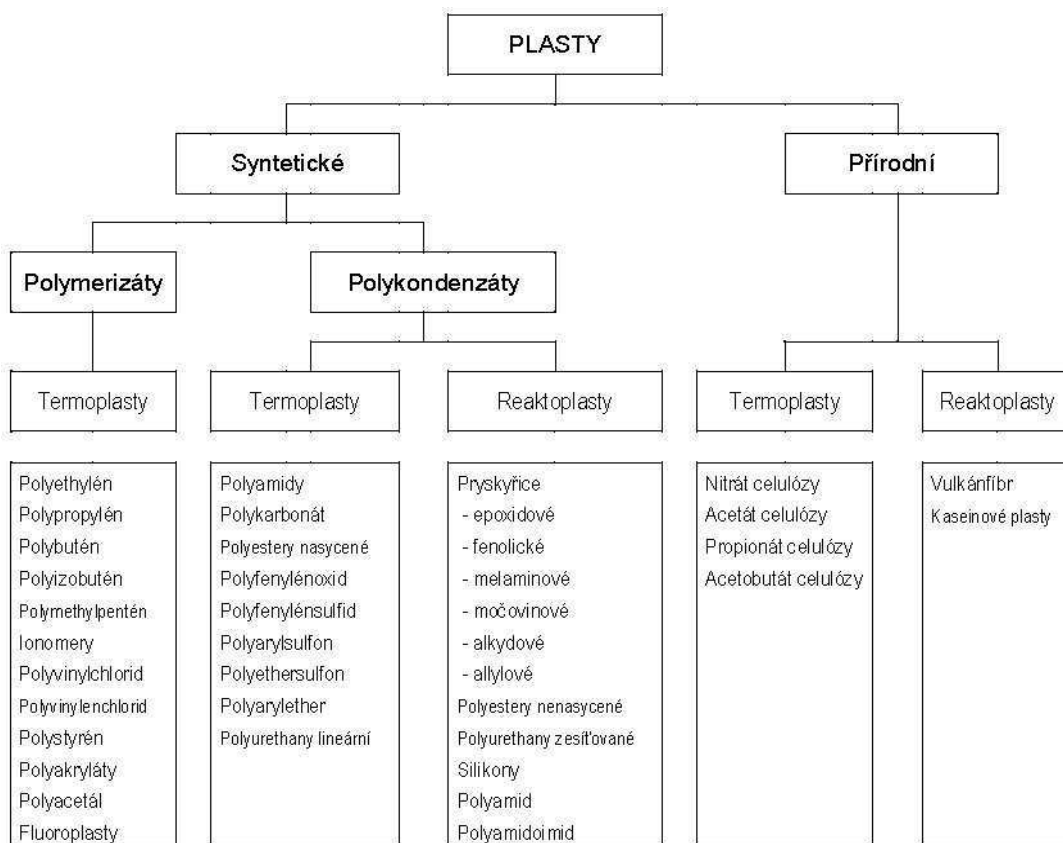 PLASTY
Syntetické
Přírodní
Polymerizáty
Polykondenzáty
Termoplasty
Termoplasty
Reaktoplasty
Termoplasty
Reaktoplasty
Polyethylén
Polypropylén
Polybutén
Polyizobutén
Polymethylpentén
Ionomery
Polyvinylchlorid
Polyvinylenchlorid
Polystyrén
Polyakryláty
Polyacetál
Fluoroplasty
Polyamidy
Polykarbonát
Polyestery nasycené
Polyfenylénoxid
Polyfenylénsulfid
Polyarylsulfon
Polyethersulfon
Polyarylether
Polyurethany lineární
Pryskyřice
- epoxidové
- fenolické
- melaminové
- močovinové
- alkydové
- allylové
Polyestery nenasycené
Polyurethany zesíťované
Silikony
Polyamid
Polyamidoimid
Nitrát celulózy
Acetát celulózy
Propionát celulózy
Acetobutát celulózy
Vulkánfíbr
Kaseinové plasty